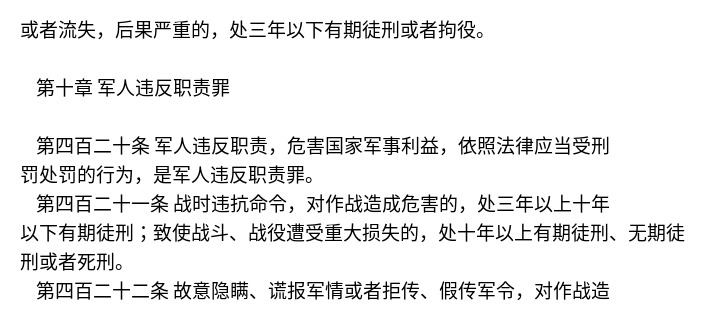 或者流失，后果严重的，处三年以下有期徒刑或者拘役。
第十章 军人违反职责罪
第四百二十条 军人违反职责，危害国家军事利益，依照法律应当受刑
罚处罚的行为，是军人违反职责罪。
第四百二十一条 战时违抗命令，对作战造成危害的，处三年以上十年
以下有期徒刑；致使战斗、战役遭受重大损失的，处十年以上有期徒刑、无期徒
刑或者死刑。
第四百二十二条 故意隐瞒、谎报军情或者拒传、假传军令，对作战造